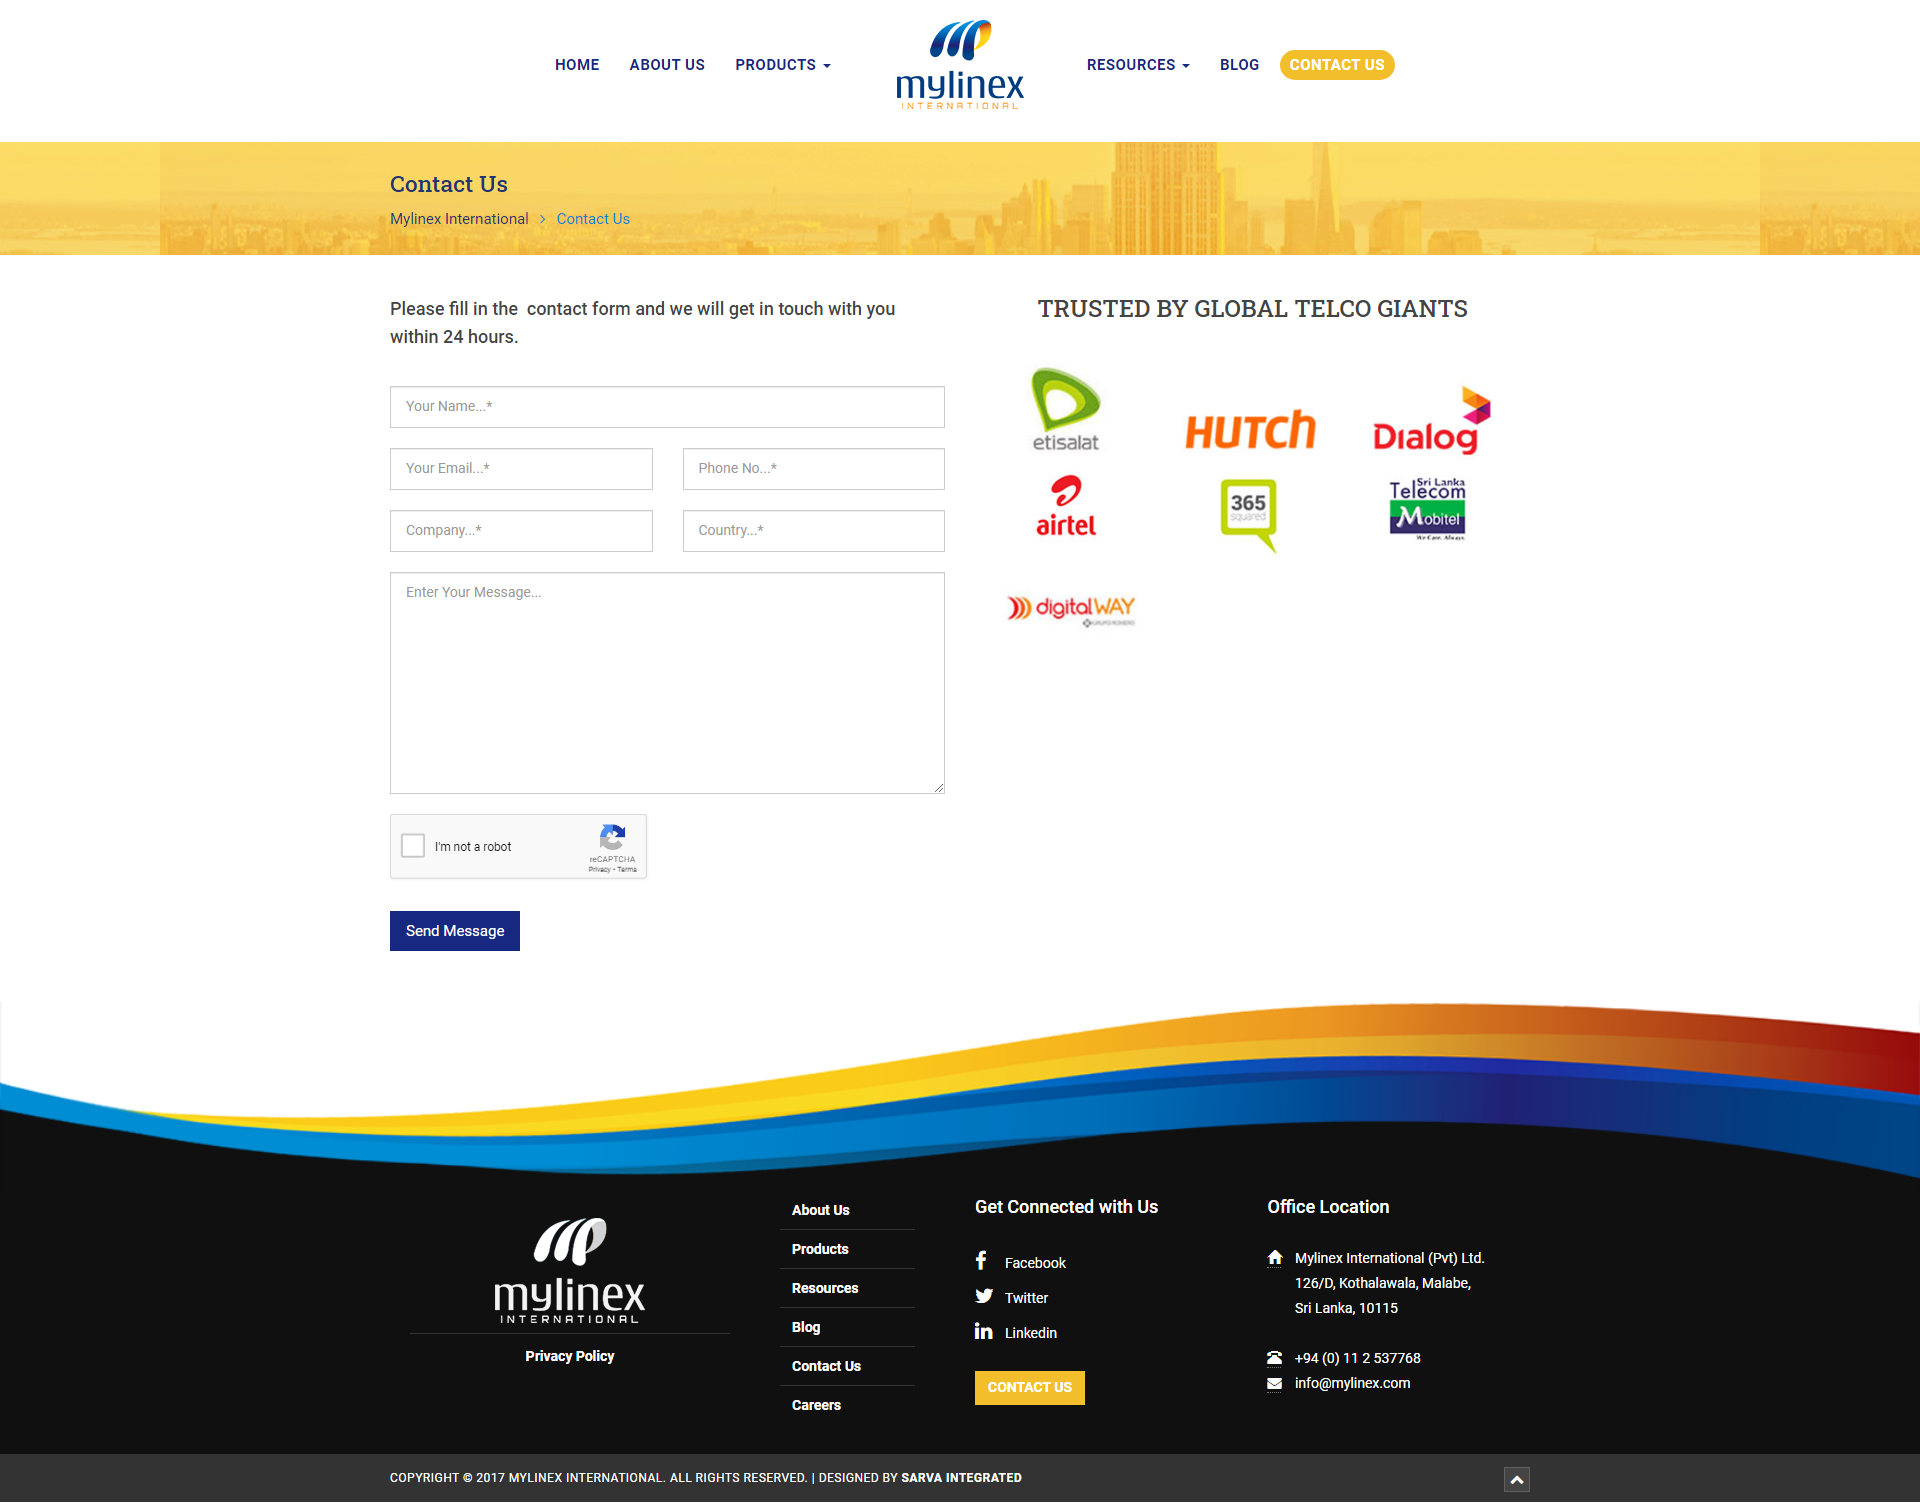 HOME
ABOUT US
PRODUCTS
mylinex
INTERNATIONAL
RESOURCES
BLOG
CONTACT US
Contact Us
Mylinex International > Contact Us
Please fill in the contact form and we will get in touch with you
within 24 hours.
Your Name...*
Your Email...*
Phone No...*
Company...*
Country...*
Enter Your Message...
I'm not a robot
reCAPTCHA
Privacy - Terms
Send Message
TRUSTED BY GLOBAL TELCO GIANTS
etisalat
HUTCH
Dialog
airtel
365
squared
Sri Lanka
Telecom
Mobitel
We Care. Always.
digitalWAY
GRUPO ROMERO
mylinex
INTERNATIONAL
Privacy Policy
About Us
Products
Resources
Blog
Contact Us
Careers
Get Connected with Us
Facebook
Twitter
Linkedin
CONTACT US
Office Location
Mylinex International (Pvt) Ltd.
126/D, Kothalawala, Malabe,
Sri Lanka, 10115
+94 (0) 11 2 537768
info@mylinex.com
COPYRIGHT © 2017 MYLINEX INTERNATIONAL. ALL RIGHTS RESERVED. | DESIGNED BY SARVA INTEGRATED